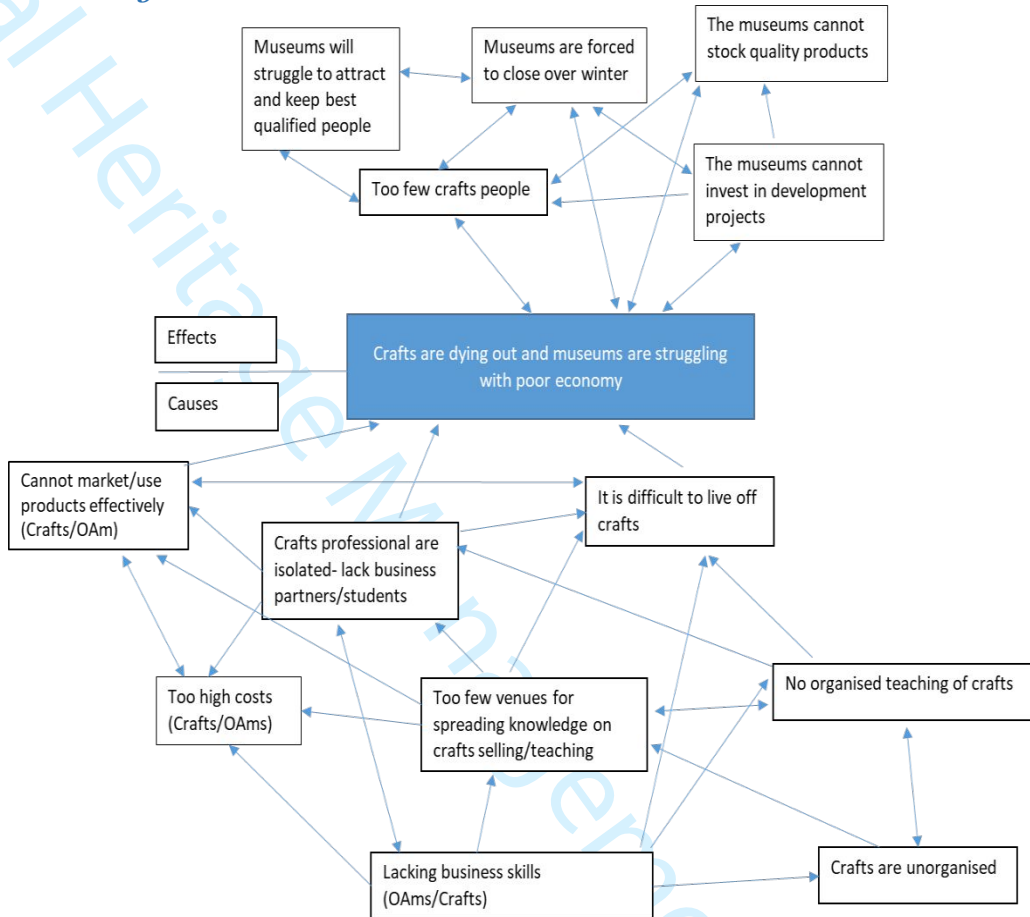 Museums will
struggle to attract
and keep best
qualified people
Museums are forced
to close over winter
The museums cannot
stock quality products
Too few crafts people
The museums cannot
invest in development
projects
Effects
Causes
Crafts are dying out and museums are struggling
with poor economy
Cannot market/use
products effectively
(Crafts/OAm)
It is difficult to live off
crafts
Crafts professional are
isolated- lack business
partners/students
Too high costs
(Crafts/OAms)
Too few venues for
spreading knowledge on
crafts selling/teaching
No organised teaching of crafts
Lacking business skills
(OAms/Crafts)
Crafts are unorganised